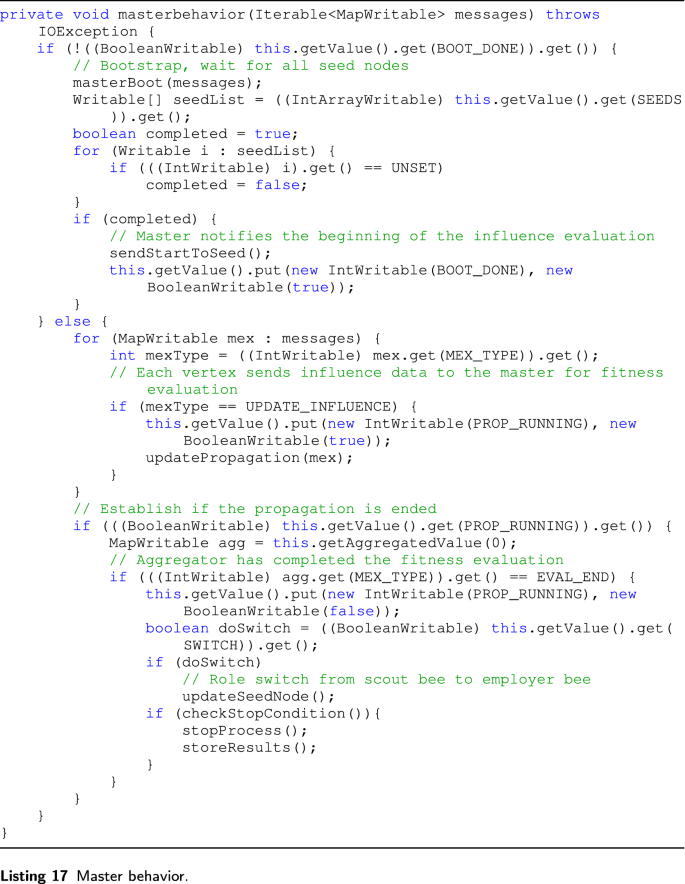 private void masterbehavior(Iterable<MapWritable> messages) throws
IOException {
if (!((BooleanWritable) this.getValue().get(BOOT_DONE)).get()) {
// Bootstrap, wait for all seed nodes
masterBoot(messages);
Writable[] seedList = ((IntArrayWritable) this.getValue().get(SEEDS
)).get();
boolean completed = true;
for (Writable i : seedList) {
if (((IntWritable) i).get() == UNSET)
completed = false;
}
if (completed) {
// Master notifies the beginning of the influence evaluation
sendStartToSeed();
this.getValue().put(new IntWritable(BOOT_DONE), new
BooleanWritable(true));
}
} else {
for (MapWritable mex : messages) {
int mexType = ((IntWritable) mex.get(MEX_TYPE)).get();
// Each vertex sends influence data to the master for fitness
evaluation
if (mexType == UPDATE_INFLUENCE) {
this.getValue().put(new IntWritable(PROP_RUNNING), new
BooleanWritable(true));
updatePropagation(mex);
}
}
// Establish if the propagation is ended
if (((BooleanWritable) this.getValue().get(PROP_RUNNING)).get()) {
MapWritable agg = this.getAggregatedValue(0);
// Aggregator has completed the fitness evaluation
if (((IntWritable) agg.get(MEX_TYPE)).get() == EVAL_END) {
this.getValue().put(new IntWritable(PROP_RUNNING), new
BooleanWritable(false));
boolean doSwitch = ((BooleanWritable) this.getValue().get(
SWITCH)).get();
if (doSwitch)
// Role switch from scout bee to employer bee
updateSeedNode();
if (checkStopCondition()){
stopProcess();
storeResults();
}
}
}
}
}
Listing 17 Master behavior.